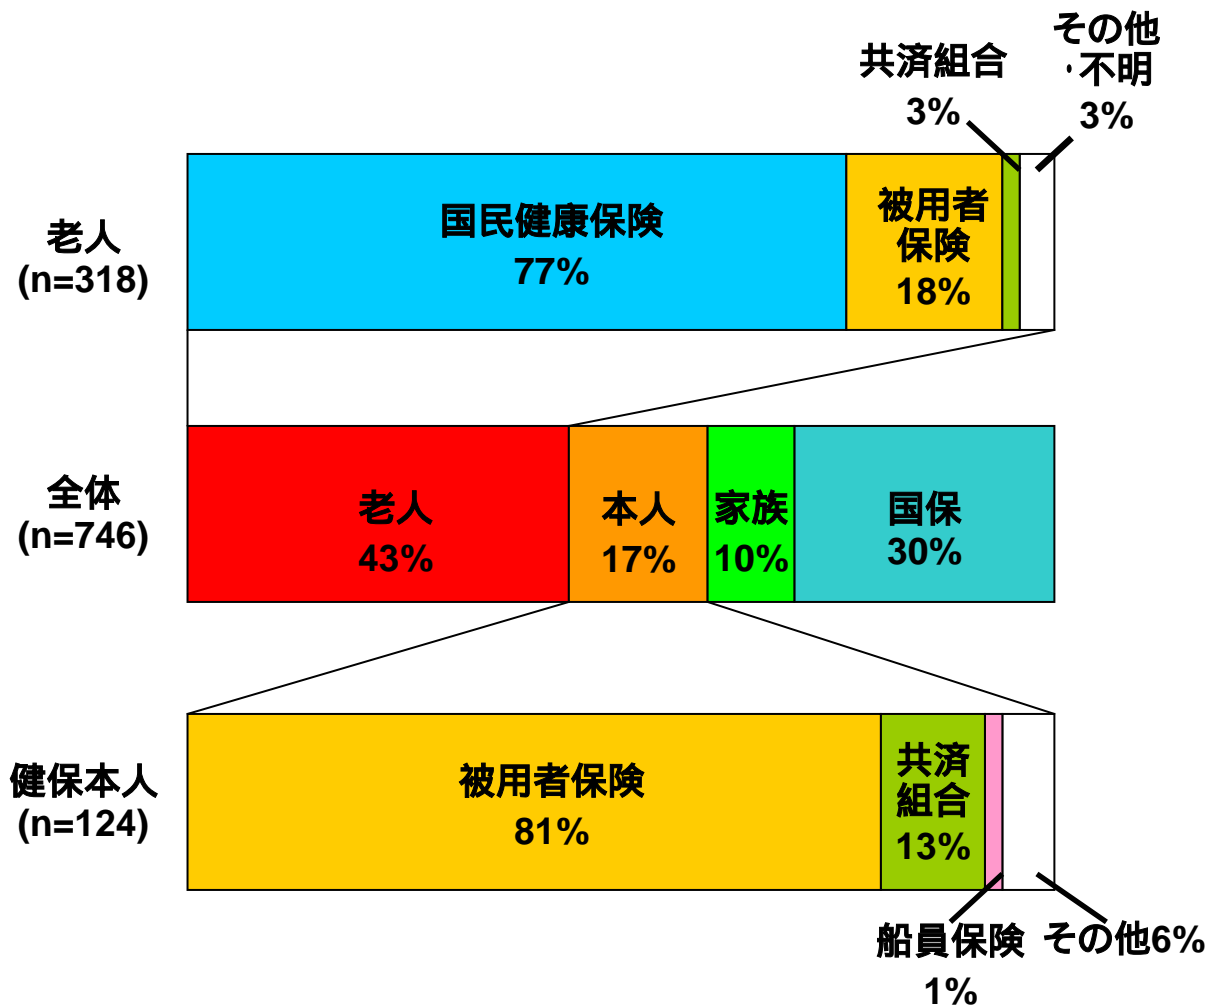 その他
・不明
3%
共済組合
3%
老人
(n=318)
国民健康保険
77%
被用者
保険
18%
全体
(n=746)
老人
43%
本人
17%
家族
10%
国保
30%
健保本人
(n=124)
被用者保険
81%
共済
組合
13%
船員保険
1%
その他6%